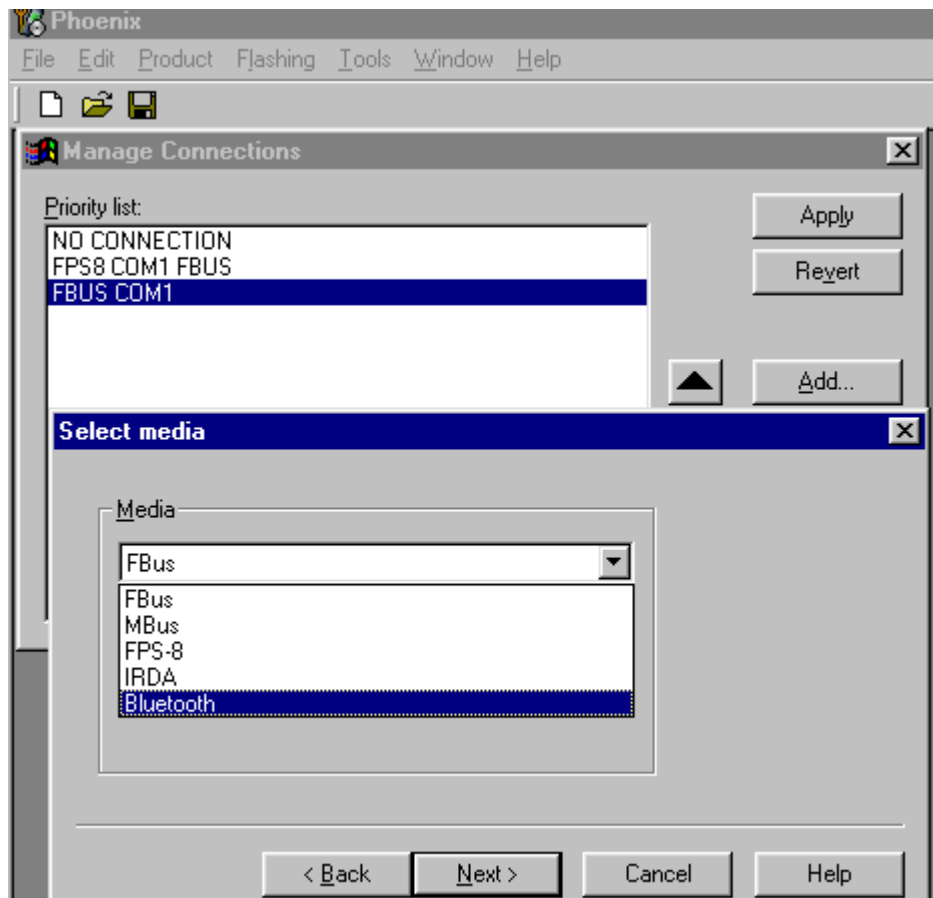 Phoenix
File Edit Product Flashing Tools Window Help
Manage Connections
Priority list:
NO CONNECTION
FPS8 COM1 FBUS
FBUS COM1
Apply
Revert
Add...
Select media
Media
FBus
FBus
MBus
FPS-8
IRDA
Bluetooth
< Back Next > Cancel Help